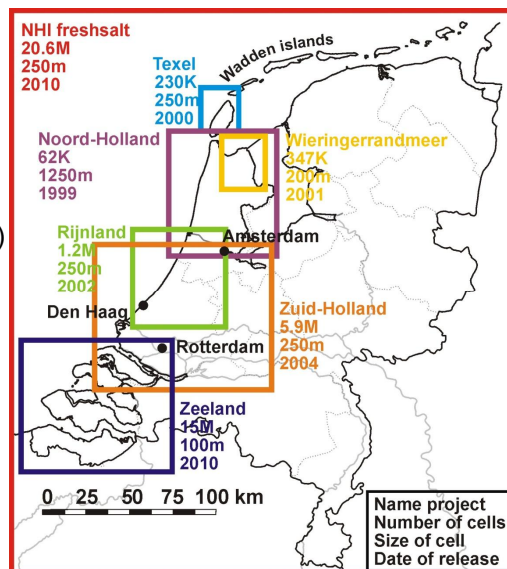 NHI freshsalt
20.6M
250m
2010
Wadden islands
Texel
230K
250m
2000
Noord-Holland
62K
1250m
1999
Wieringerrandmeer
347K
200m
2001
)
Rijnland
1.2M
250m
2002
Amsterdam
Den Haag
Zuid-Holland
5.9M
250m
2004
Rotterdam
Zeeland
15M
100m
2010
0 25 50 75 100 km
Name project
Number of cells
Size of cell
Date of release